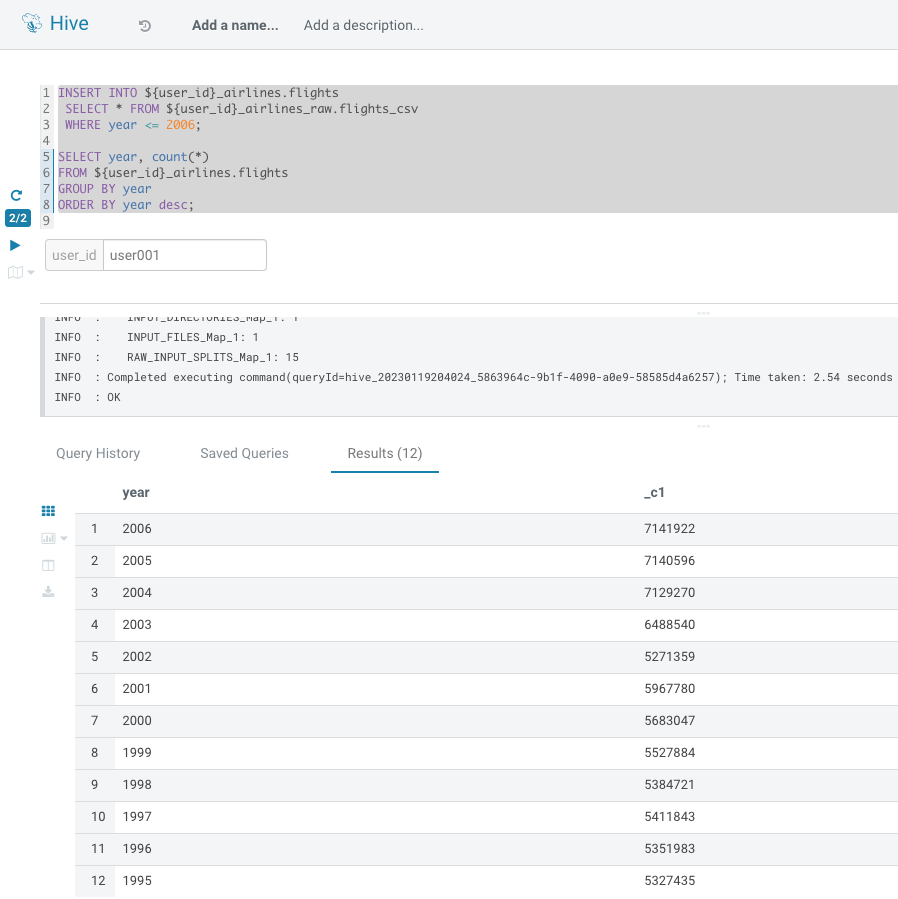 Hive
Add a name... Add a description...
1 INSERT INTO ${user_id}_airlines.flights
2 SELECT * FROM ${user_id}_airlines_raw.flights_csv
3 WHERE year <= 2006;
4
5 SELECT year, count(*)
6 FROM ${user_id}_airlines.flights
7 GROUP BY year
8 ORDER BY year desc;
9
2/2
user_id user001
INFO : INPUT_DIRECTORIES_Map_1: 1
INFO : INPUT_FILES_Map_1: 1
INFO : RAW_INPUT_SPLITS_Map_1: 15
INFO : Completed executing command(queryId=hive_20230119204024_5863964c-9b1f-4090-a0e9-58585d4a6257); Time taken: 2.54 seconds
INFO : OK
Query History Saved Queries Results (12)
year _c1
1 2006 7141922
2 2005 7140596
3 2004 7129270
4 2003 6488540
5 2002 5271359
6 2001 5967780
7 2000 5683047
8 1999 5527884
9 1998 5384721
10 1997 5411843
11 1996 5351983
12 1995 5327435